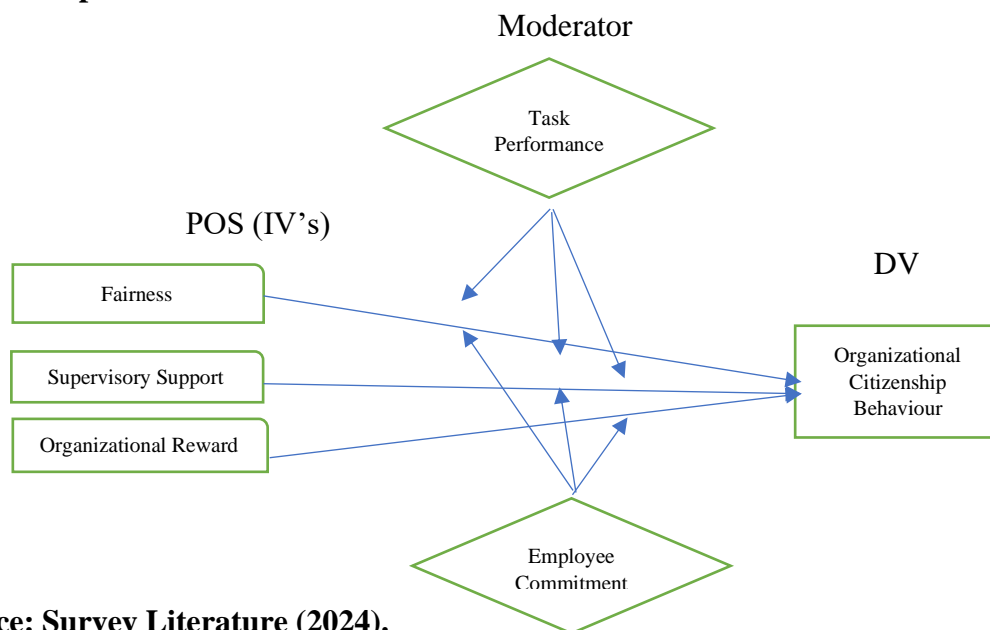 Moderator
Task
Performance
POS (IV’s)
DV
Fairness
Supervisory Support
Organizational Reward
Organizational
Citizenship
Behaviour
Employee
Commitment
ce: Survey Literature (2024).